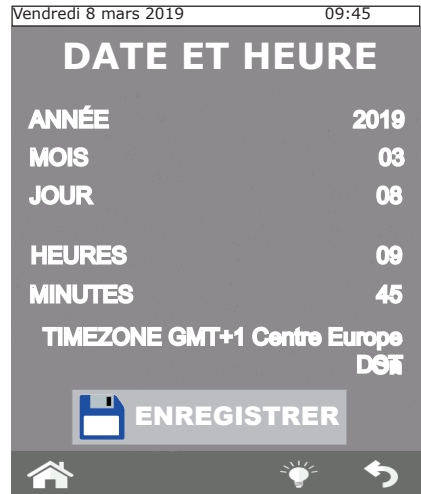 Vendredi 8 mars 2019 09:45
DATE ET HEURE
ANNÉE 2019
MOIS 03
JOUR 08
HEURES 09
MINUTES 45
TIMEZONE GMT+1 Centre Europe
ENREGISTRER